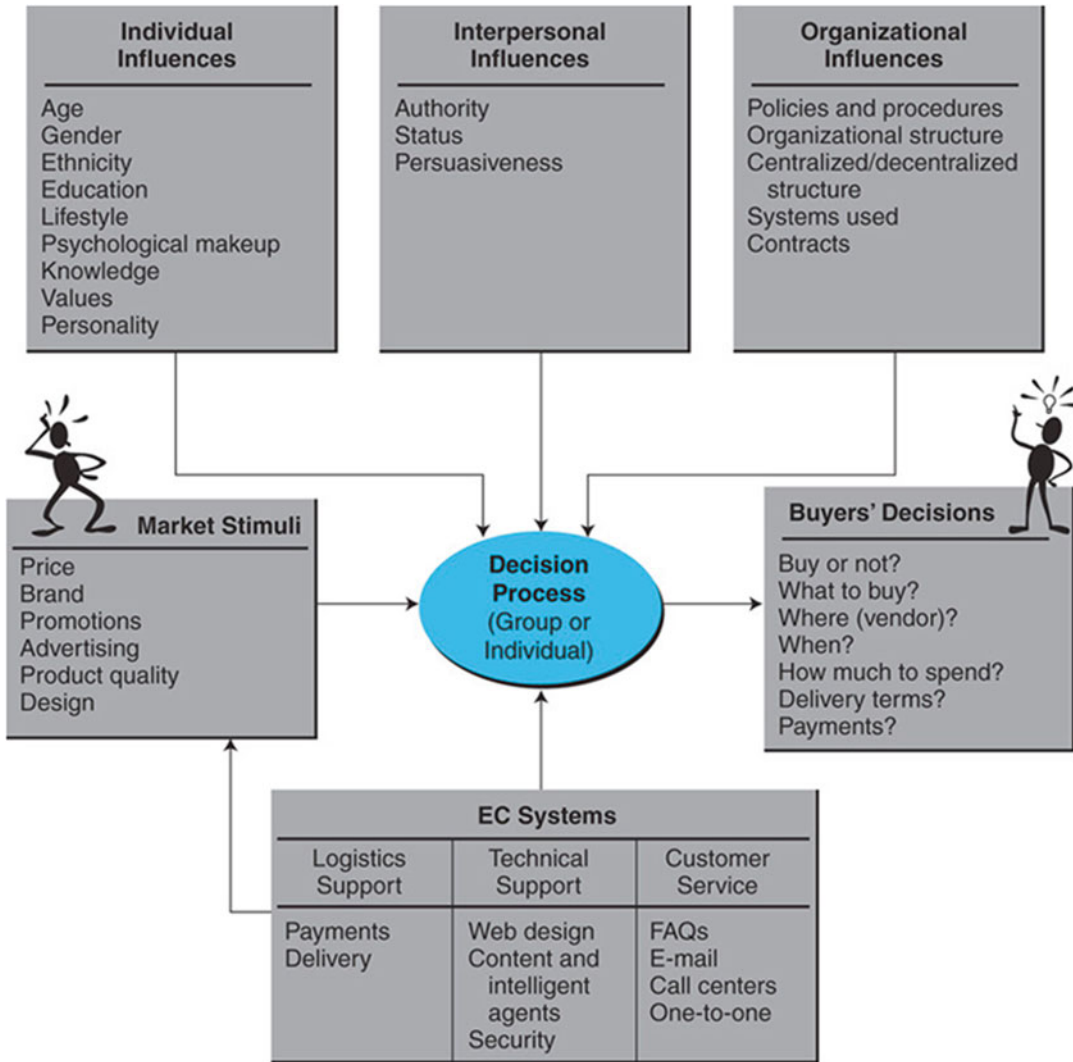 Individual
Influences
Age
Gender
Ethnicity
Education
Lifestyle
Psychological makeup
Knowledge
Values
Personality
Interpersonal
Influences
Authority
Status
Persuasiveness
Organizational
Influences
Policies and procedures
Organizational structure
Centralized/decentralized
structure
Systems used
Contracts
Market Stimuli
Price
Brand
Promotions
Advertising
Product quality
Design
Decision
Process
(Group or
Individual)
Buyers' Decisions
Buy or not?
What to buy?
Where (vendor)?
When?
How much to spend?
Delivery terms?
Payments?
EC Systems
Logistics
Support
Payments
Delivery
Technical
Support
Web design
Content and
intelligent
agents
Security
Customer
Service
FAQs
E-mail
Call centers
One-to-one